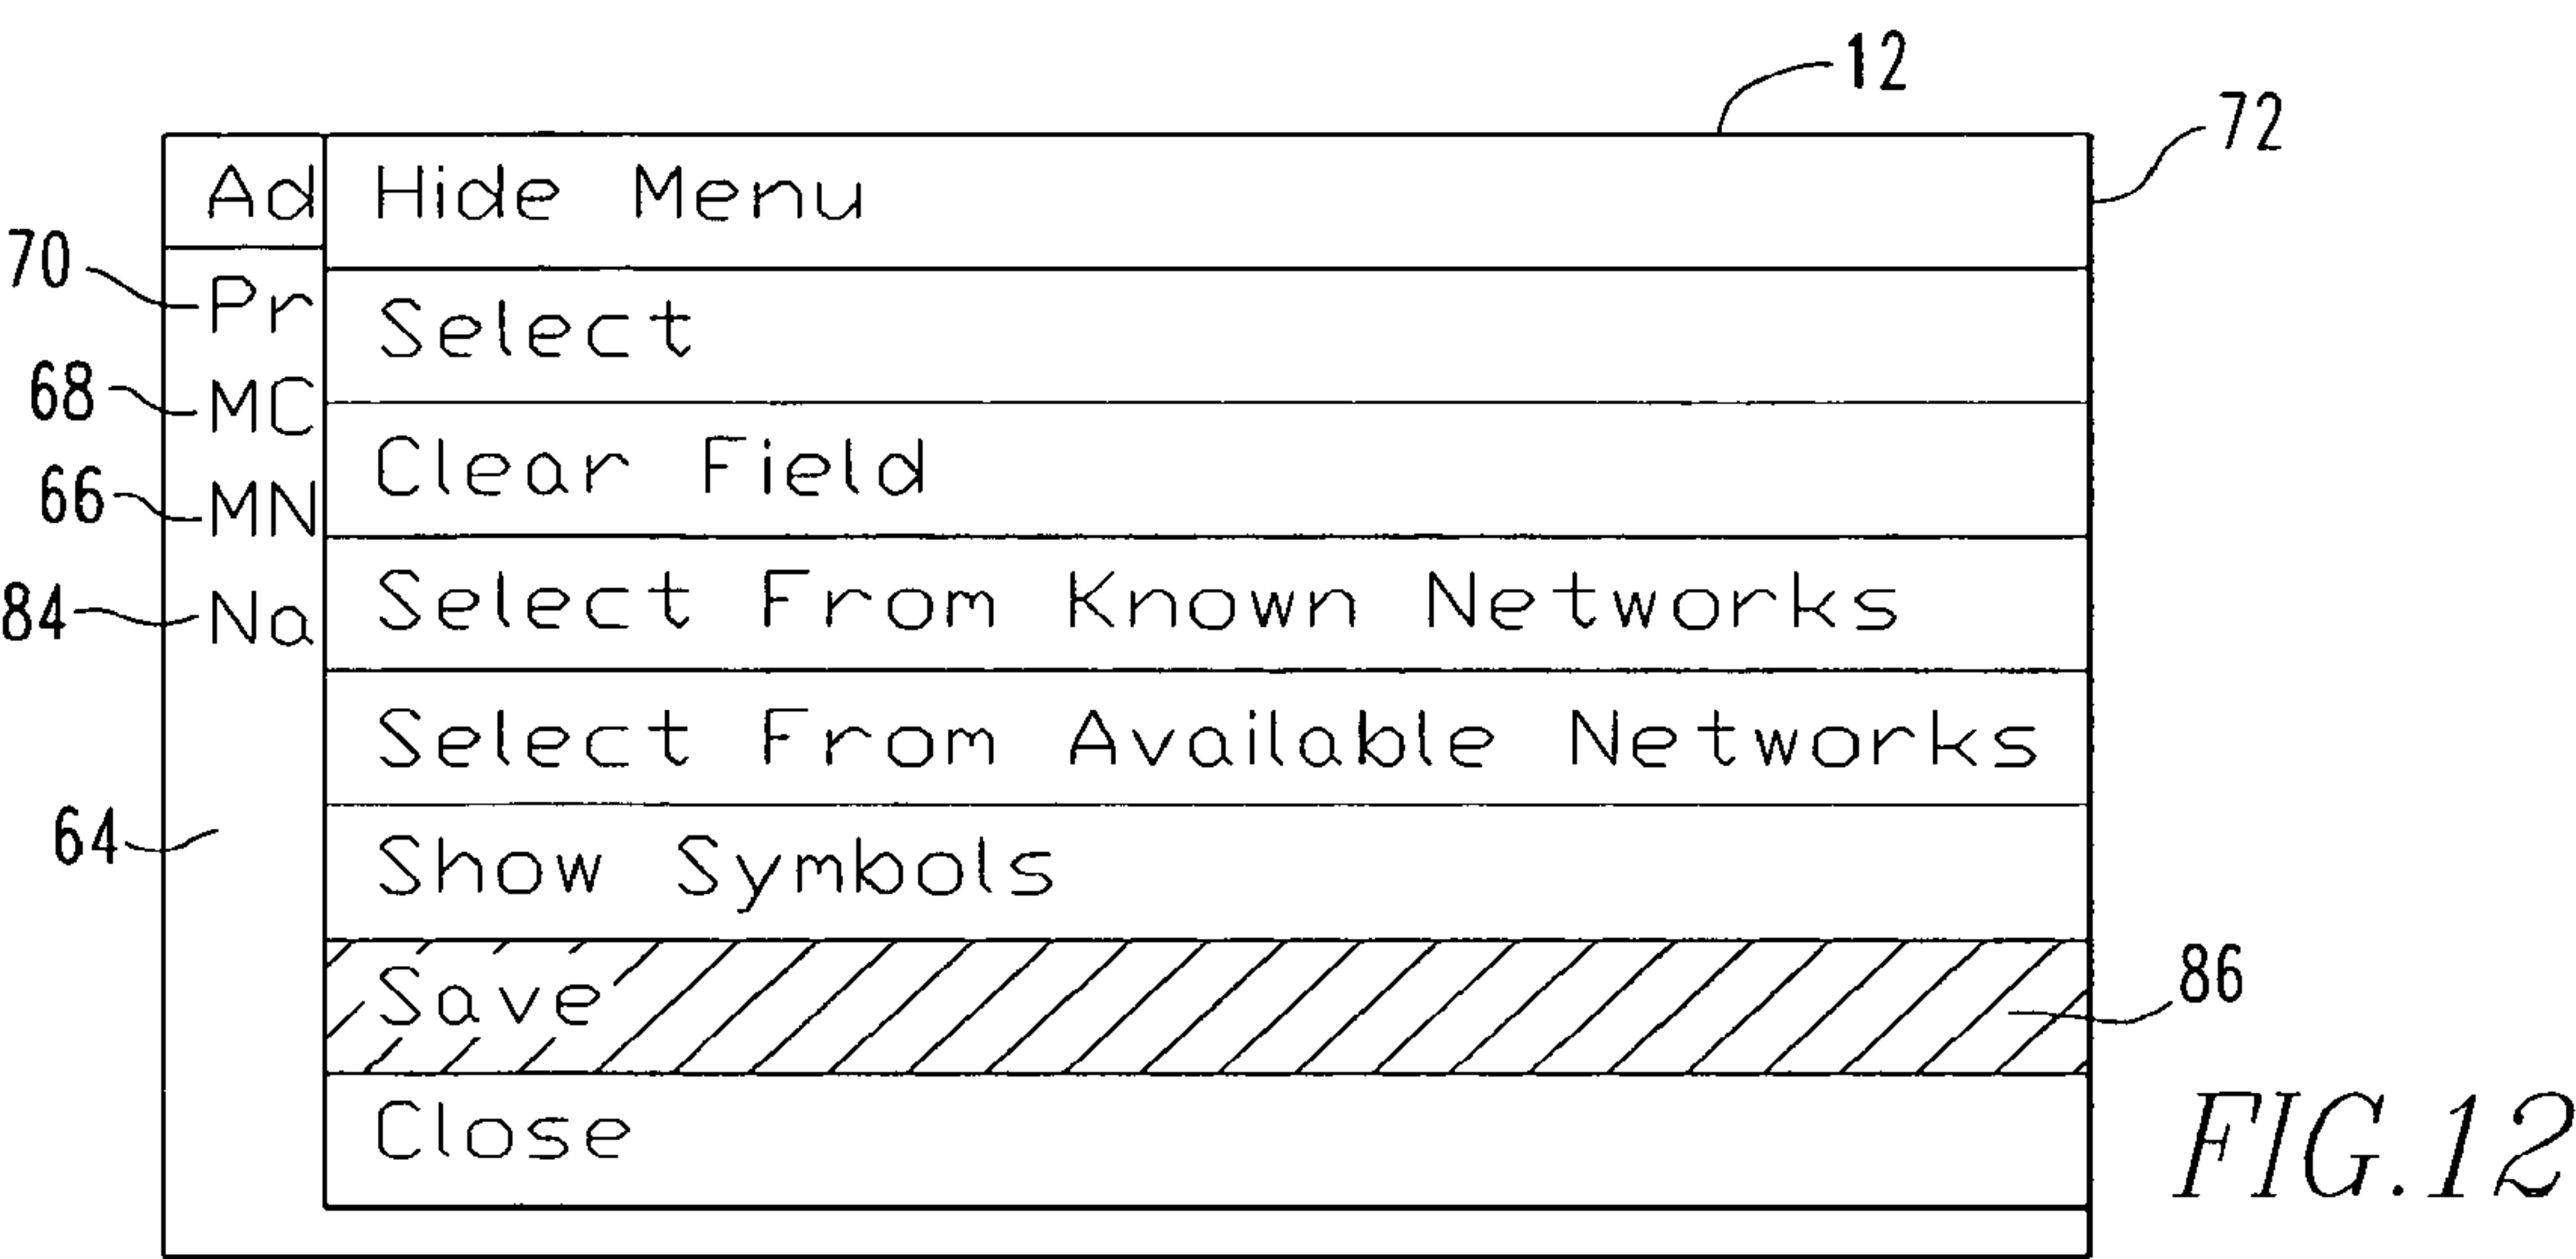 12
72
Ad Hide Menu
70 Pr
Select
68 MC
Clear Field
66 MN
84 Na Select From Known Networks
Select From Available Networks
64 Show Symbols
Save 86
Close
FIG.12